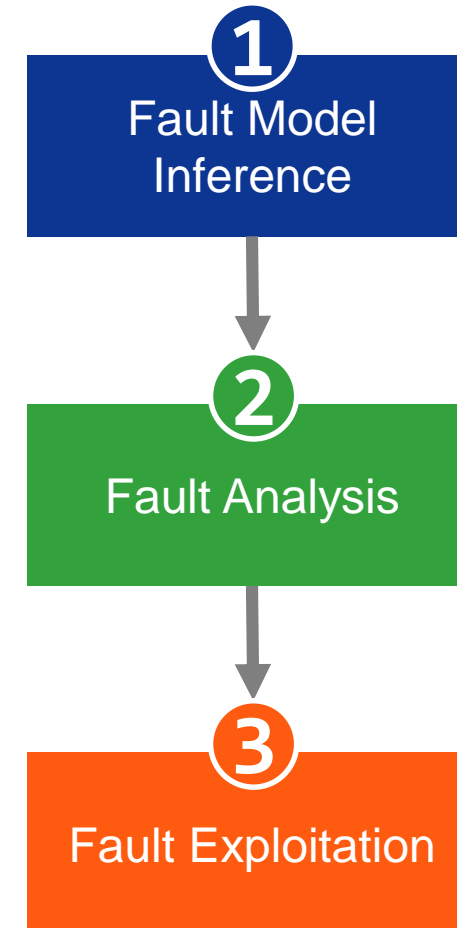 1
Fault Model
Inference
2
Fault Analysis
3
Fault Exploitation